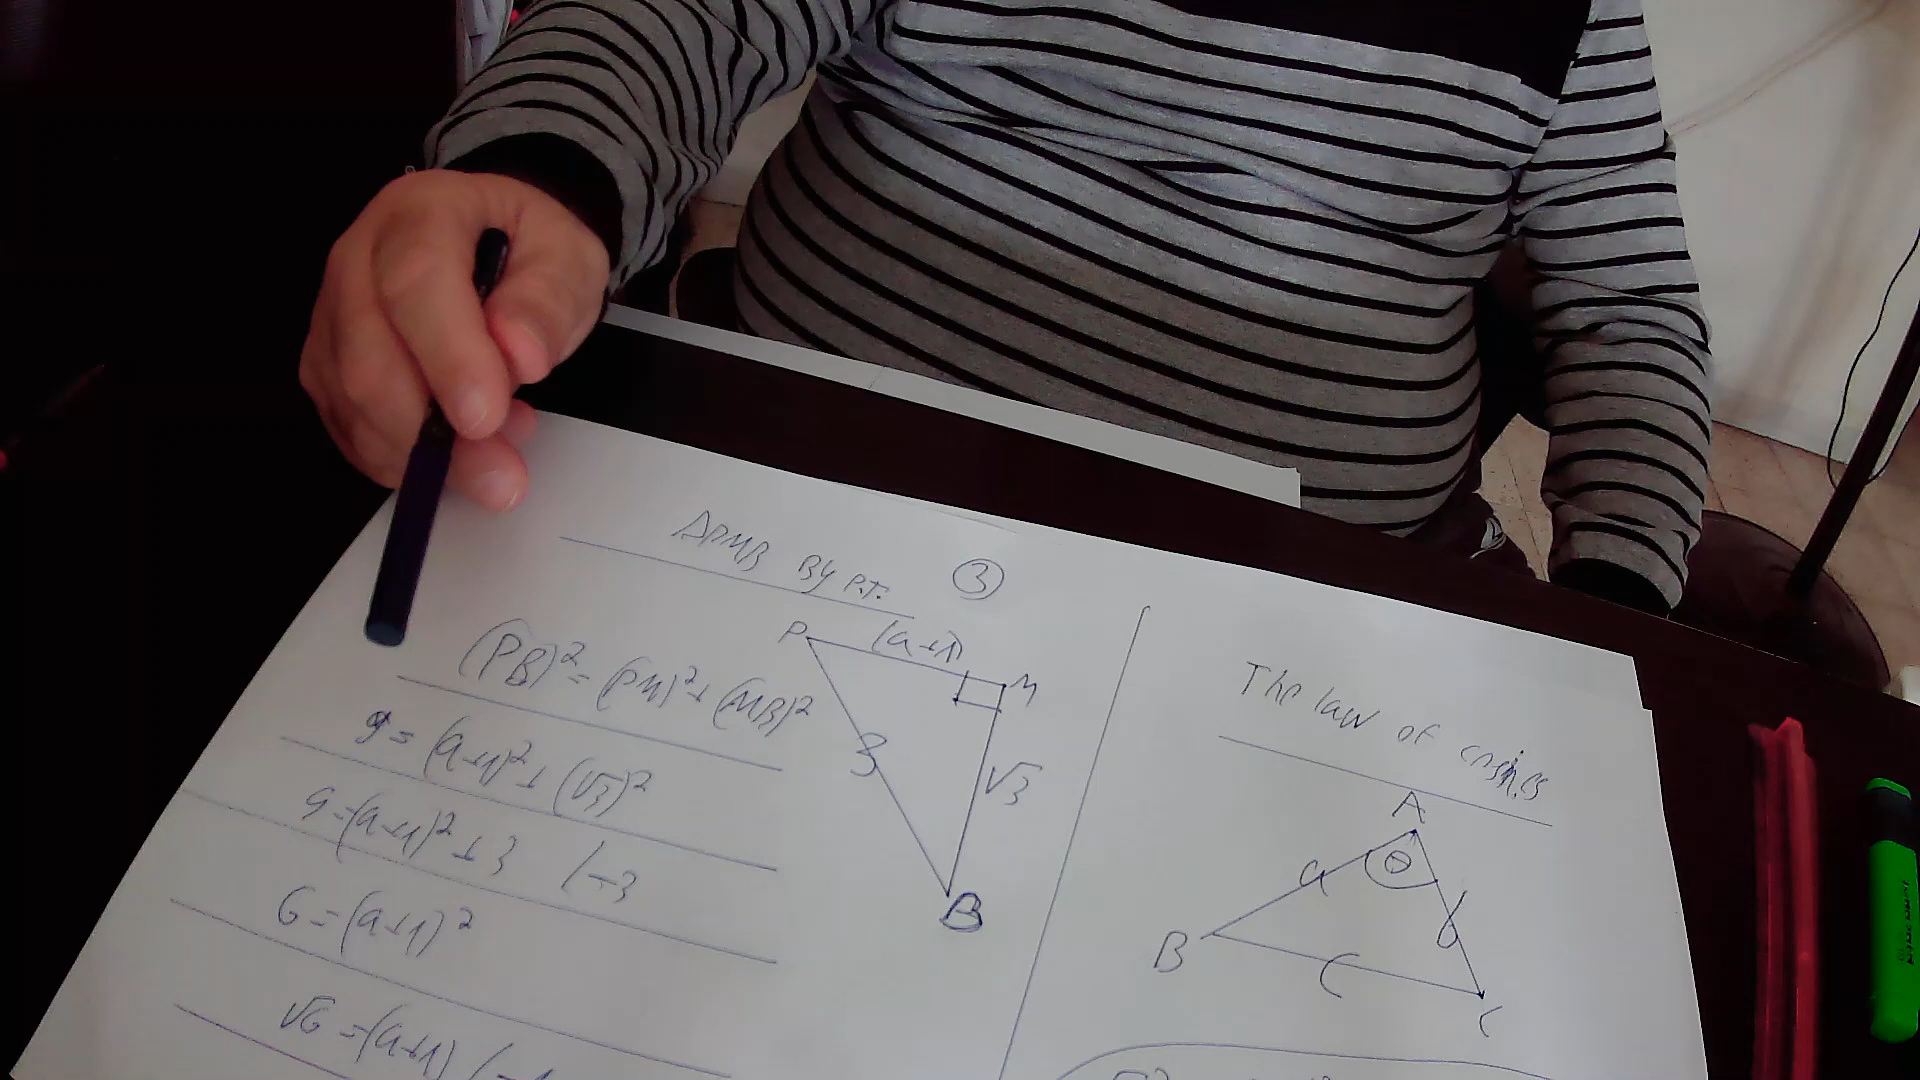 ③
ΔPMB By P.T.
(PB)² = (PM)² + (MB)²
9 = (a+1)² + (√3)²
9 = (a+1)² + 3 /-3
6 = (a+1)²
√6 = (a+1) /-1
P
(a+1)
M
3
√3
B
The law of cosines
A
θ
a
b
B
C
C